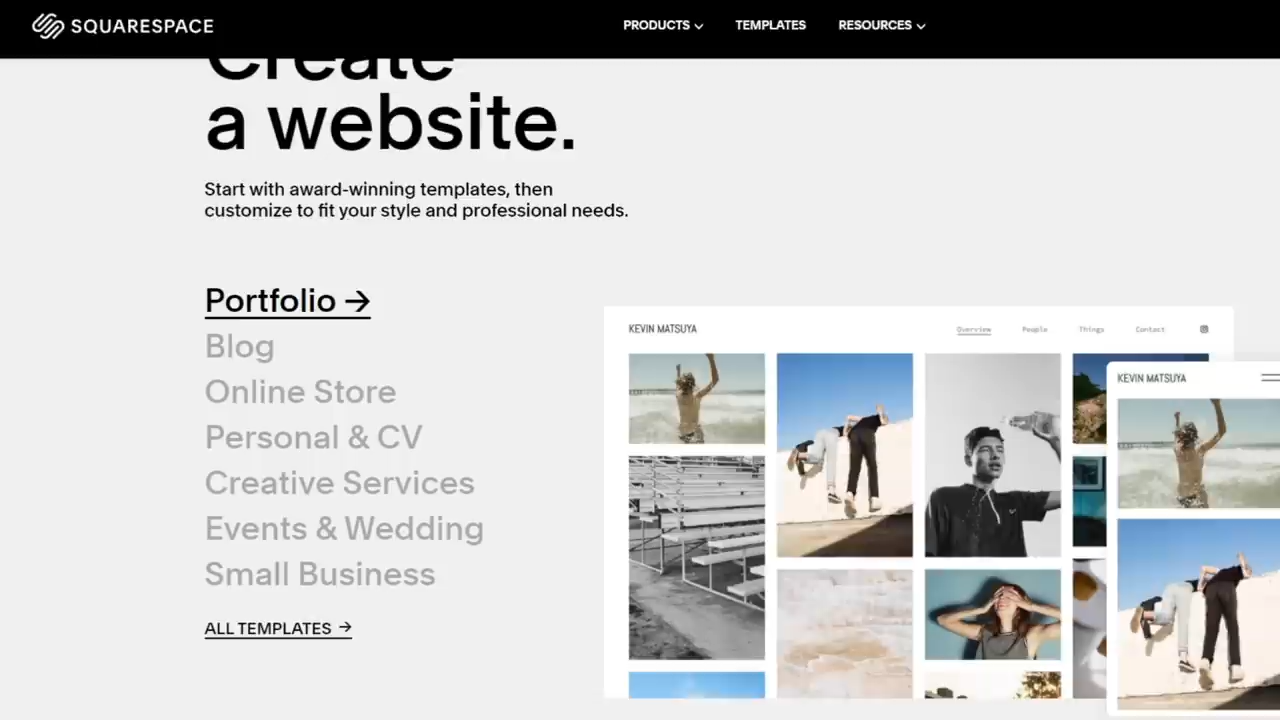 SQUARESPACE
PRODUCTS
TEMPLATES
RESOURCES
Create
a website.
Start with award-winning templates, then
customize to fit your style and professional needs.
Portfolio →
Blog
Online Store
Personal & CV
Creative Services
Events & Wedding
Small Business
ALL TEMPLATES →
KEVIN MATSUYA
Overview
People
Things
Contact
KEVIN MATSUYA